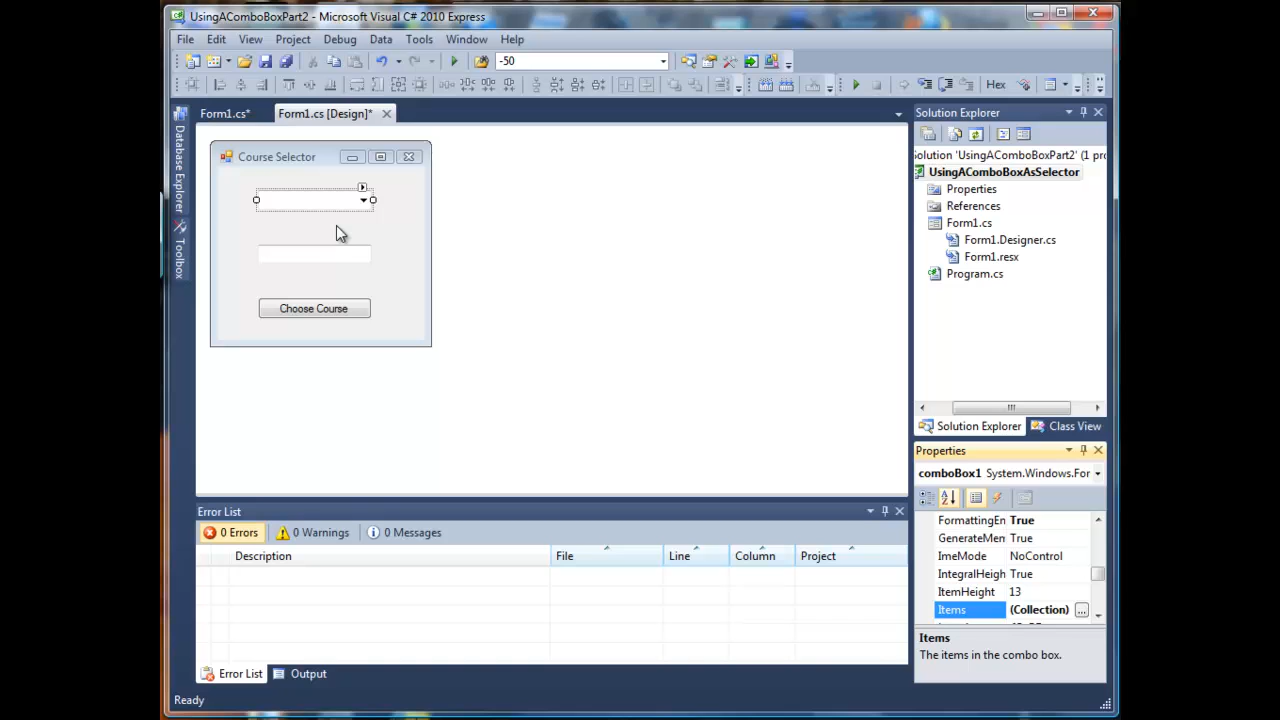 UsingAComboBoxPart2 - Microsoft Visual C# 2010 Express
File Edit View Project Debug Data Tools Window Help
-50
Hex
Form1.cs* Form1.cs [Design]*
Database Explorer
Toolbox
Course Selector
Choose Course
Solution Explorer
Solution 'UsingAComboBoxPart2' (1 pro
UsingAComboBoxAsSelector
Properties
References
Form1.cs
Form1.Designer.cs
Form1.resx
Program.cs
Solution Explorer Class View
Properties
comboBox1 System.Windows.For
FormattingEn True
GenerateMem True
ImeMode NoControl
IntegralHeigh True
ItemHeight 13
Items (Collection) ...
Items
The items in the combo box.
Error List
0 Errors 0 Warnings 0 Messages
Description File Line Column Project
Error List Output
Ready